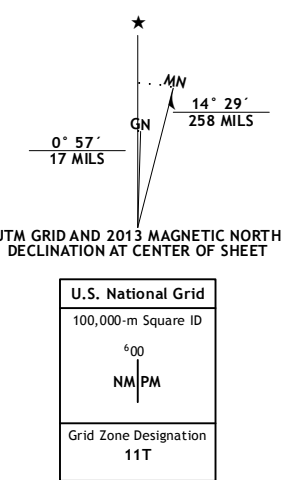 ★
MN
GN
14° 29´
258 MILS
0° 57´
17 MILS
UTM GRID AND 2013 MAGNETIC NORTH
DECLINATION AT CENTER OF SHEET
U.S. National Grid
100,000-m Square ID
⁶00
NM PM
Grid Zone Designation
11T